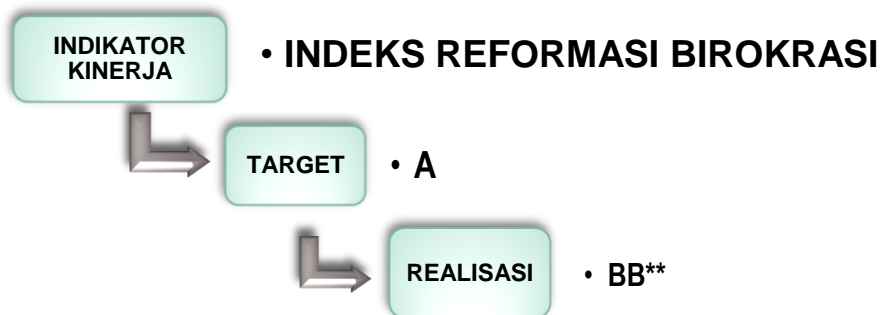 INDIKATOR
KINERJA
• INDEKS REFORMASI BIROKRASI
TARGET
• A
REALISASI
• BB**